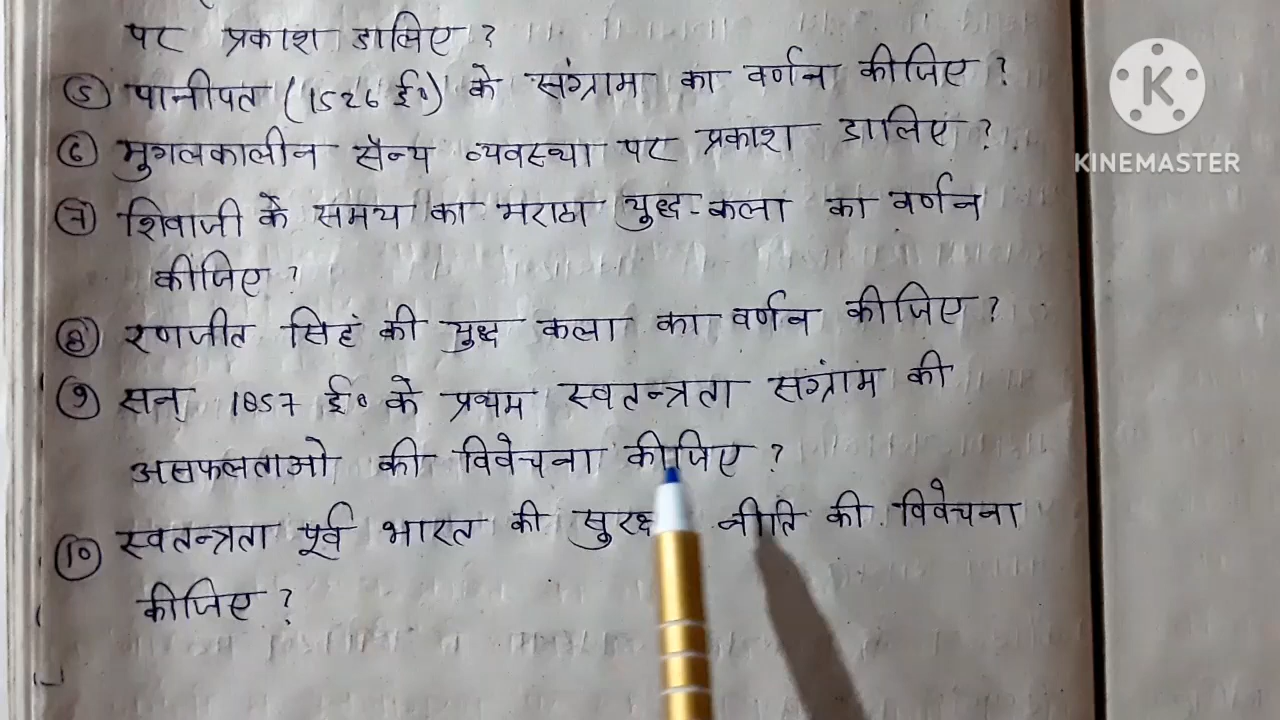 पर प्रकाश डालिए ?
⑤ पानीपत (1526 ई०) के संग्राम का वर्णन कीजिए ?
⑥ मुगलकालीन सैन्य व्यवस्था पर प्रकाश डालिए ?
⑦ शिवाजी के समय का मराठा युद्ध-कला का वर्णन
कीजिए ?
⑧ रणजीत सिहं की युद्ध कला का वर्णन कीजिए ?
⑨ सन् 1857 ई० के प्रथम स्वतन्त्रता संग्राम की
असफलताओ की विवेचना कीजिए ?
⑩ स्वतन्त्रता पूर्व भारत की सुरक्षा नीति की विवेचना
कीजिए ?
K
KINEMASTER